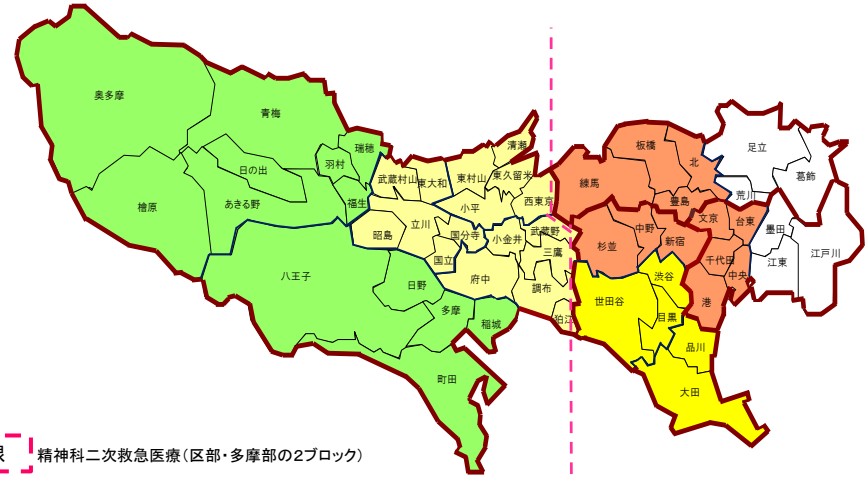 奥多摩
青梅
瑞穂
羽村
日の出
福生
あきる野
檜原
八王子
日野
多摩
稲城
町田
清瀬
武蔵村山
東大和
東村山
東久留米
小平
西東京
昭島
立川
国分寺
小金井
武蔵野
三鷹
国立
府中
調布
狛江
板橋
北
練馬
豊島
足立
葛飾
荒川
文京
台東
中野
新宿
杉並
千代田
中央
港
墨田
江東
江戸川
渋谷
世田谷
目黒
品川
大田
精神科二次救急医療(区部・多摩部の2ブロック)